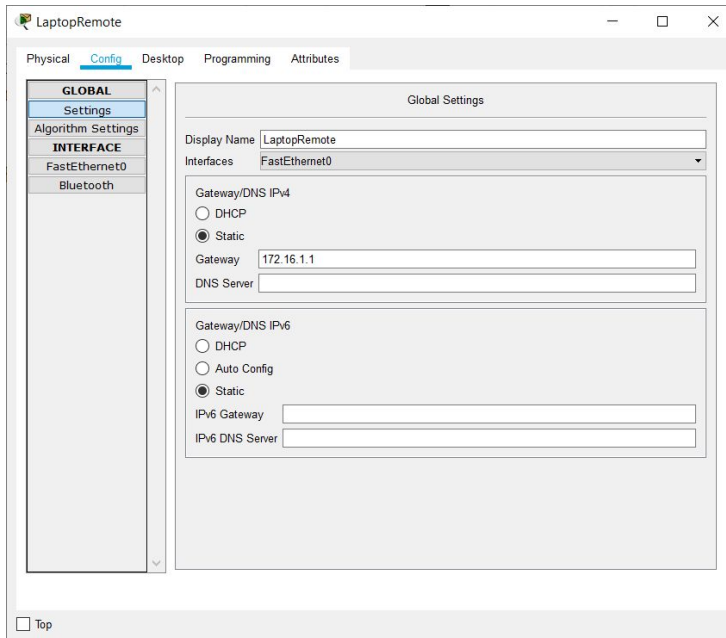 LaptopRemote
Physical Config Desktop Programming Attributes
GLOBAL
Settings
Algorithm Settings
INTERFACE
FastEthernet0
Bluetooth
Global Settings
Display Name LaptopRemote
Interfaces FastEthernet0
Gateway/DNS IPv4
DHCP
Static
Gateway 172.16.1.1
DNS Server
Gateway/DNS IPv6
DHCP
Auto Config
Static
IPv6 Gateway
IPv6 DNS Server
Top